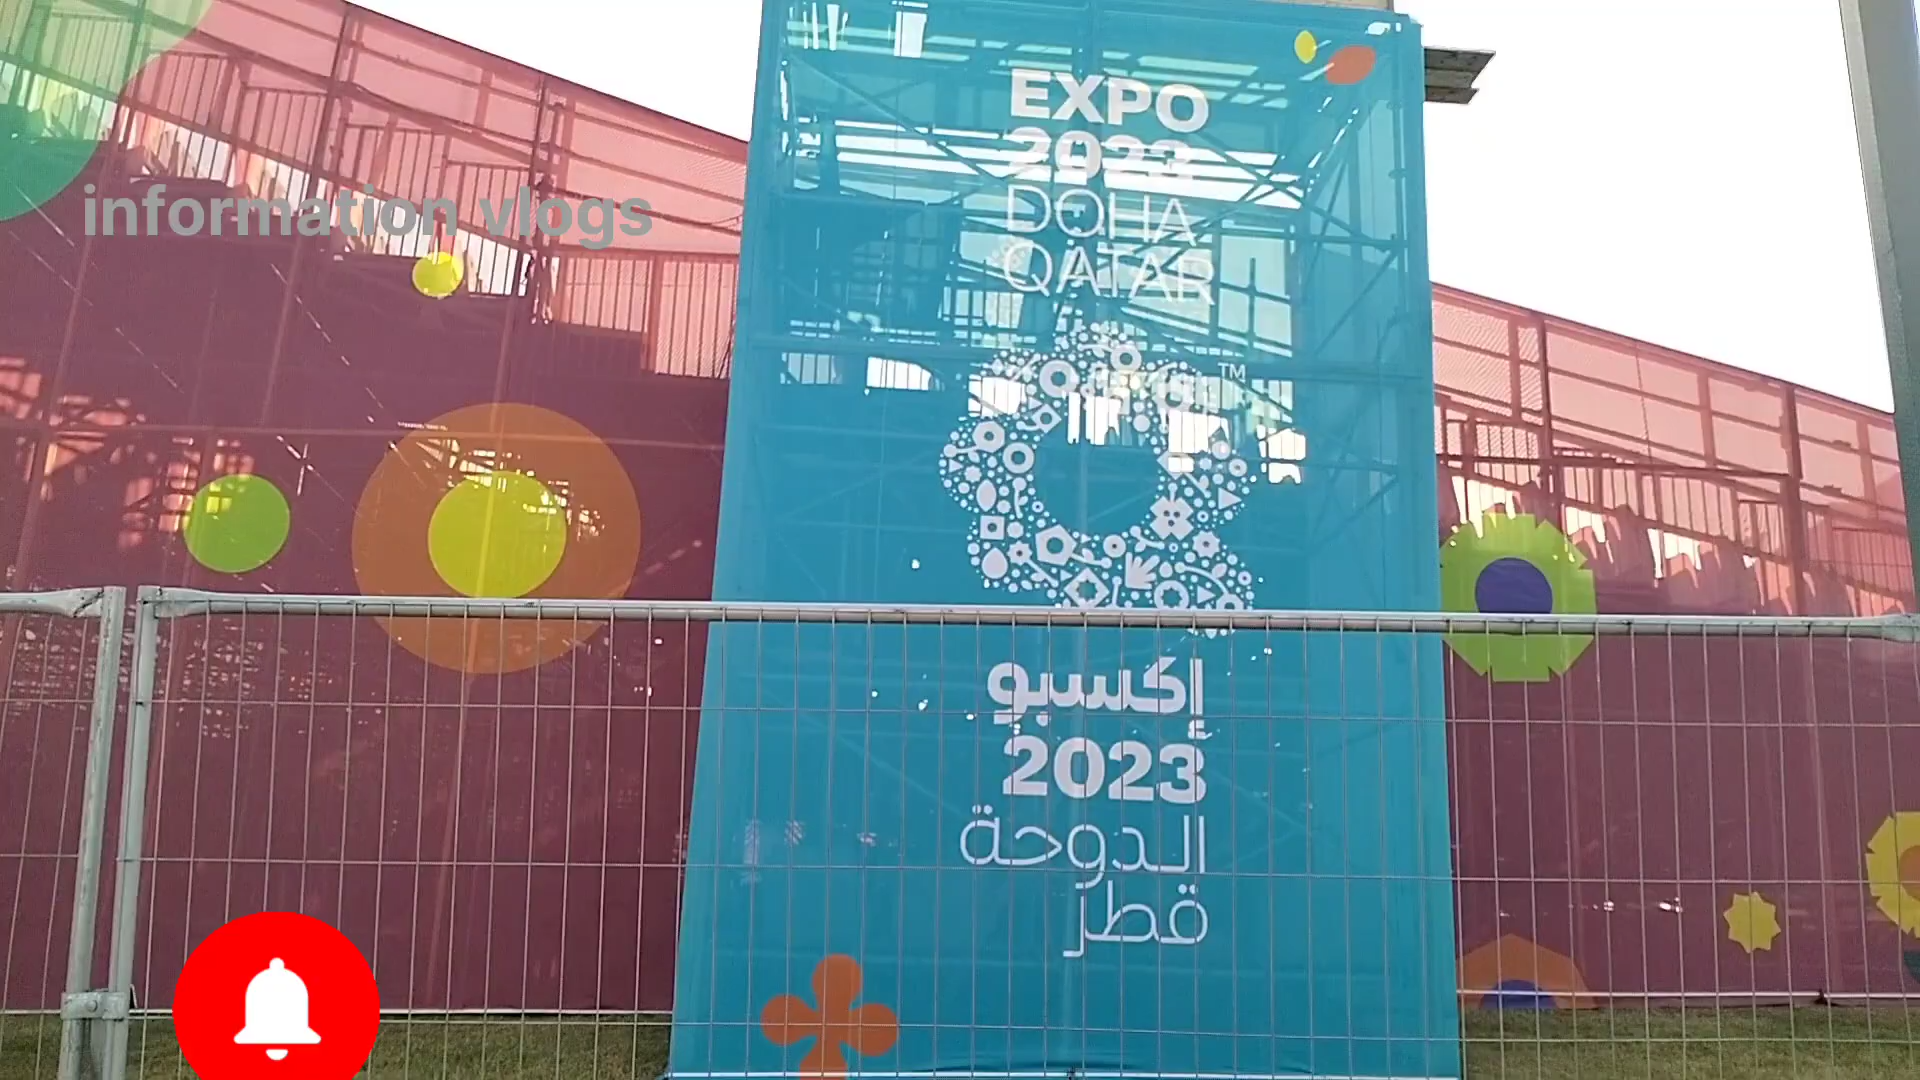 EXPO
2023
DOHA
QATAR
TM
information vlogs
إكسبو
2023
الدوحة
قطر